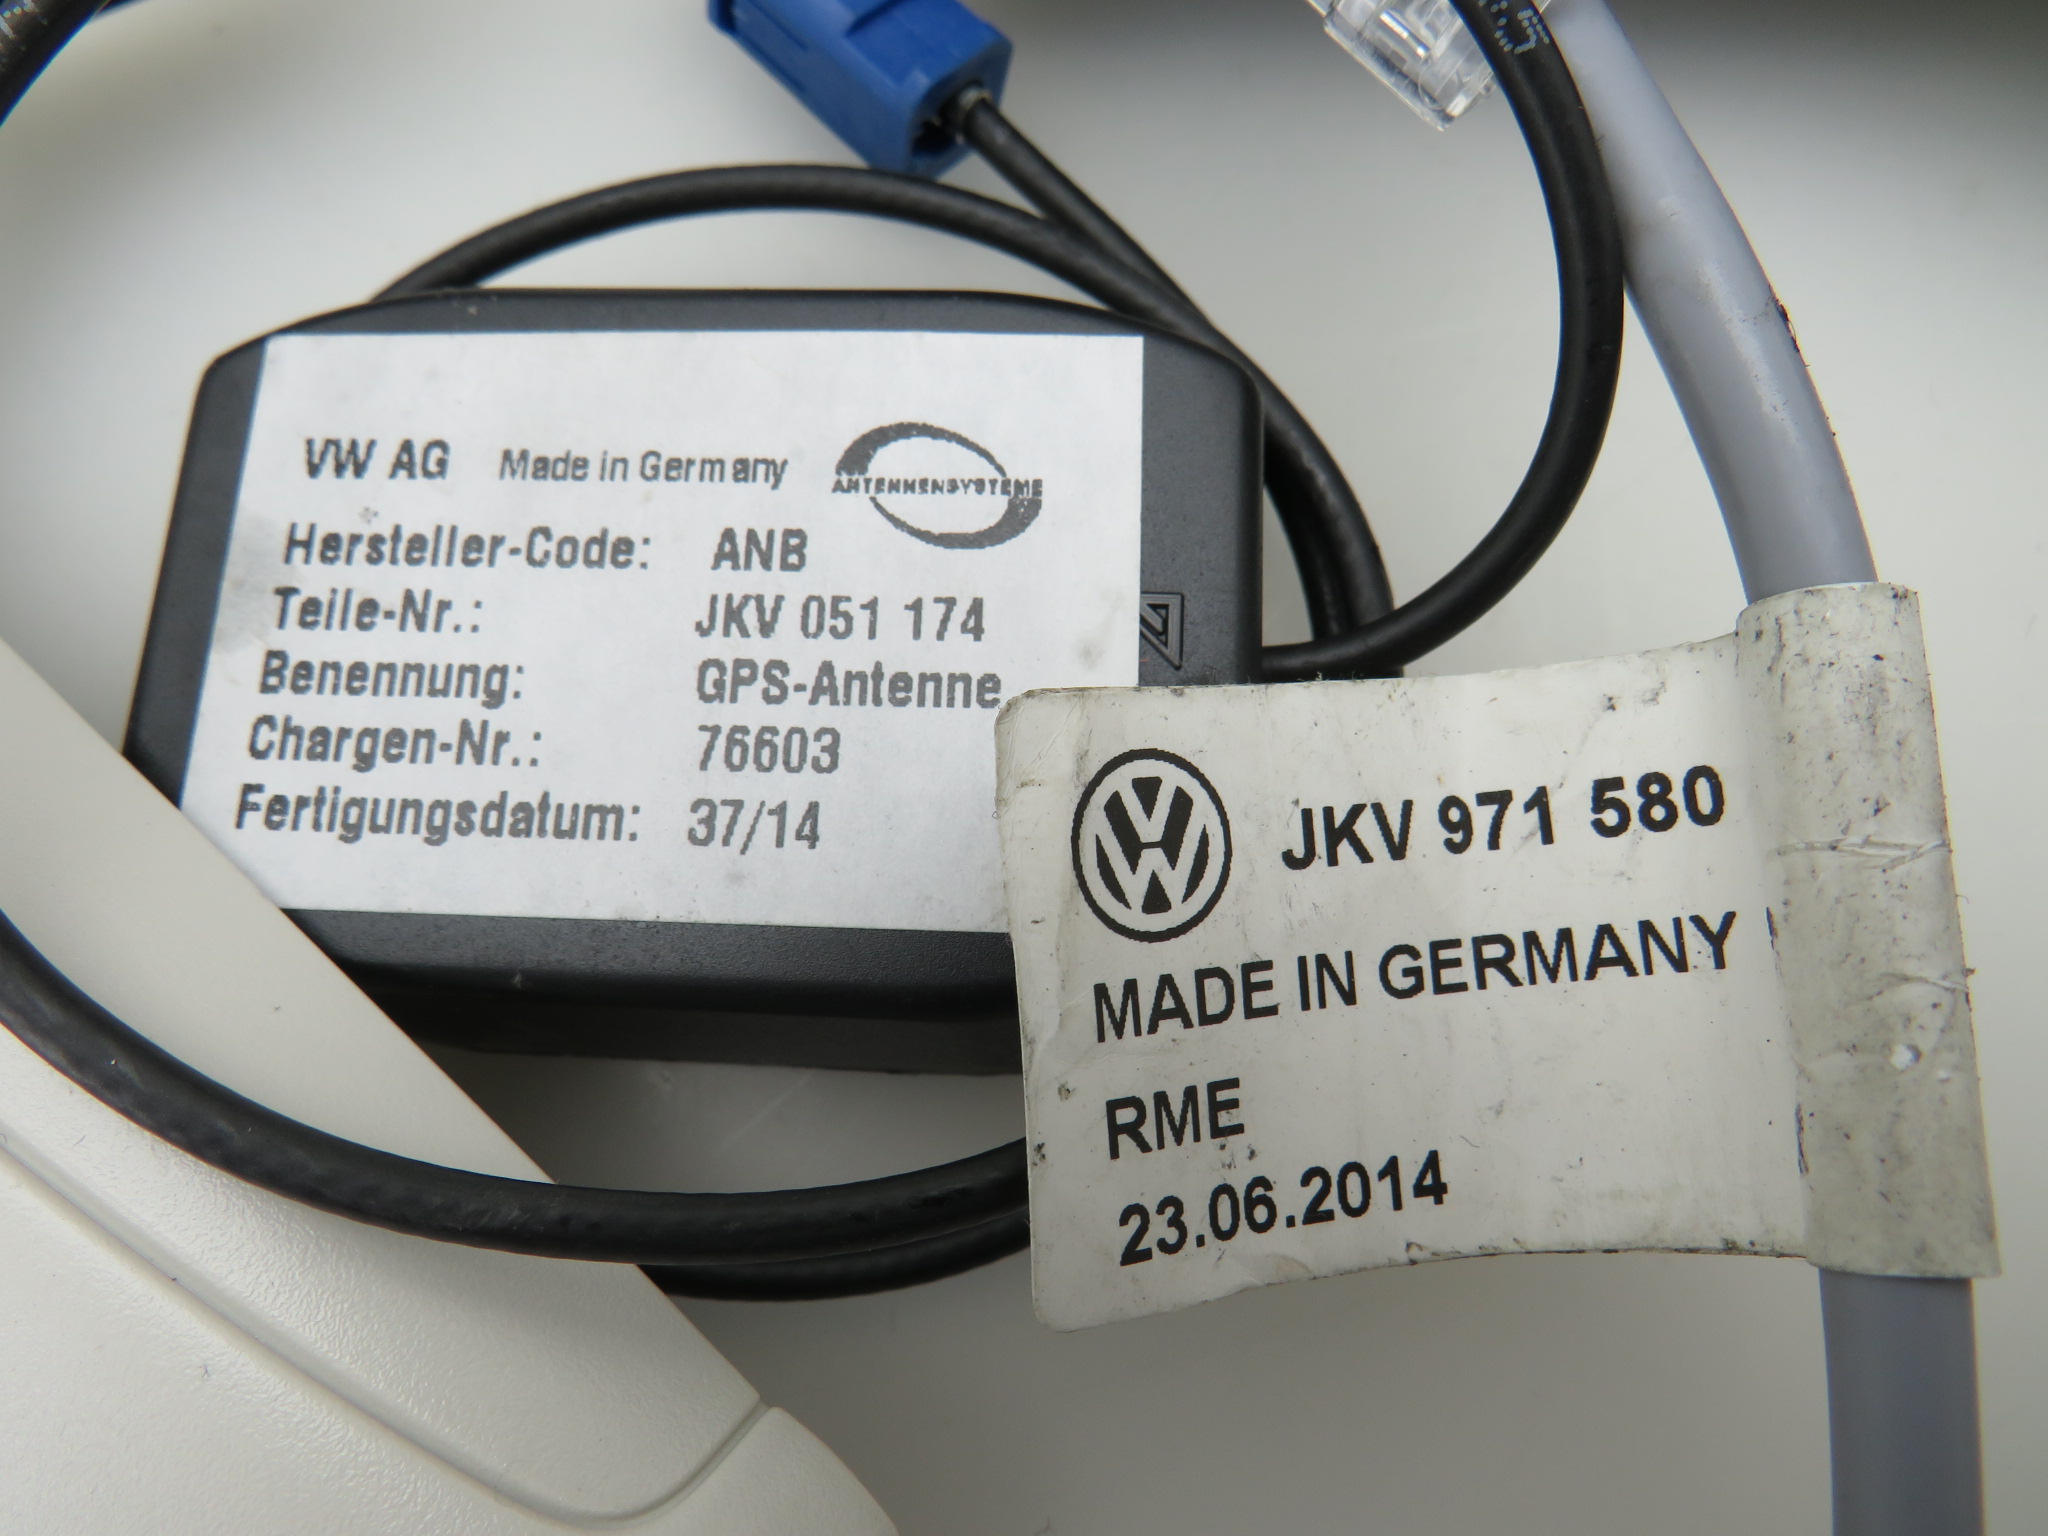 VW AG Made in Germany
ANTENNENSYSTEME
Hersteller-Code: ANB
Teile-Nr.: JKV 051 174
Benennung: GPS-Antenne
Chargen-Nr.: 76603
Fertigungsdatum: 37/14
JKV 971 580
MADE IN GERMANY
RME
23.06.2014